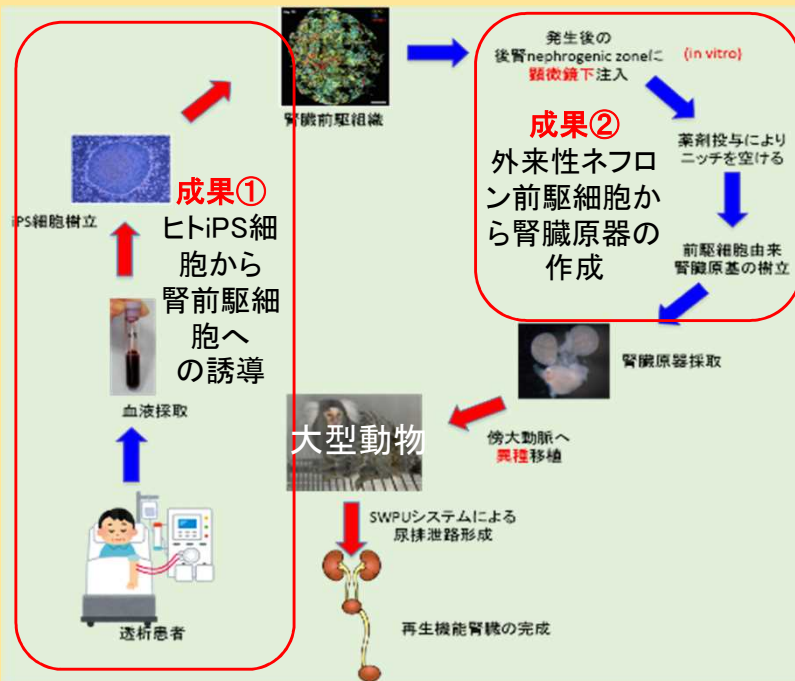 腎臓前駆組織
発生後の
後腎nephrogenic zoneに
顕微鏡下注入
(in vitro)
成果②
外来性ネフロ
ン前駆細胞か
ら腎臓原器の
作成
薬剤投与により
ニッチを空ける
前駆細胞由来
腎臓原基の樹立
iPS細胞樹立
成果①
ヒトiPS細
胞から
腎前駆細
胞へ
の誘導
血液採取
透析患者
腎臓原器採取
大型動物
傍大動脈へ
異種移植
SWPUシステムによる
尿排泄路形成
再生機能腎臓の完成